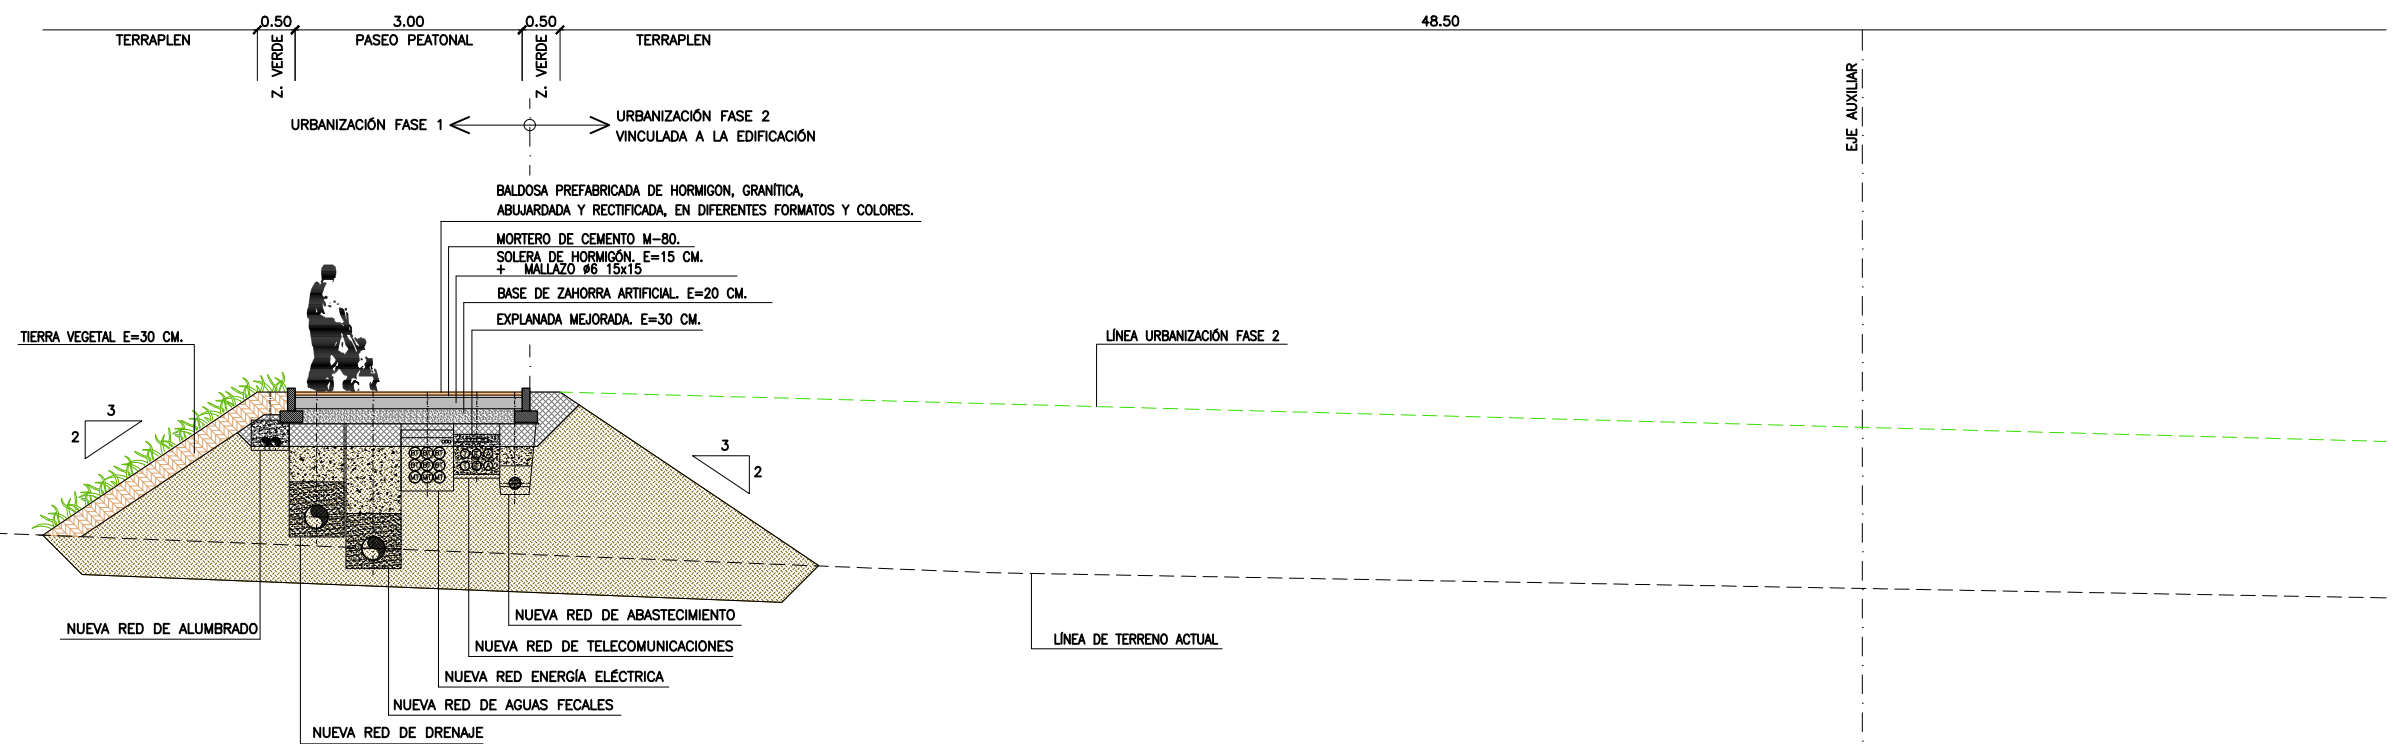 0.50
3.00
0.50
48.50
TERRAPLEN
Z. VERDE
PASEO PEATONAL
Z. VERDE
TERRAPLEN
EJE AUXILIAR
URBANIZACIÓN FASE 1
URBANIZACIÓN FASE 2
VINCULADA A LA EDIFICACIÓN
BALDOSA PREFABRICADA DE HORMIGON, GRANÍTICA,
ABUJARDADA Y RECTIFICADA, EN DIFERENTES FORMATOS Y COLORES.
MORTERO DE CEMENTO M-80.
SOLERA DE HORMIGÓN. E=15 CM.
+ MALLAZO ø6 15x15
BASE DE ZAHORRA ARTIFICIAL. E=20 CM.
EXPLANADA MEJORADA. E=30 CM.
TIERRA VEGETAL E=30 CM.
LÍNEA URBANIZACIÓN FASE 2
3
2
3
2
NUEVA RED DE ALUMBRADO
NUEVA RED DE ABASTECIMIENTO
NUEVA RED DE TELECOMUNICACIONES
NUEVA RED ENERGÍA ELÉCTRICA
NUEVA RED DE AGUAS FECALES
NUEVA RED DE DRENAJE
LÍNEA DE TERRENO ACTUAL